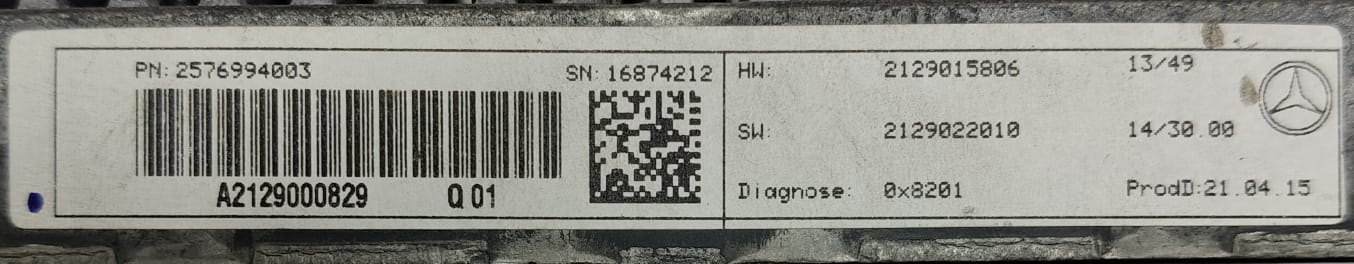 PN: 2576994003 SN: 16874212
A2129000829 Q 01
HW: 2129015806 13/49
SW: 2129022010 14/30.00
Diagnose: 0x8201 ProdD:21.04.15